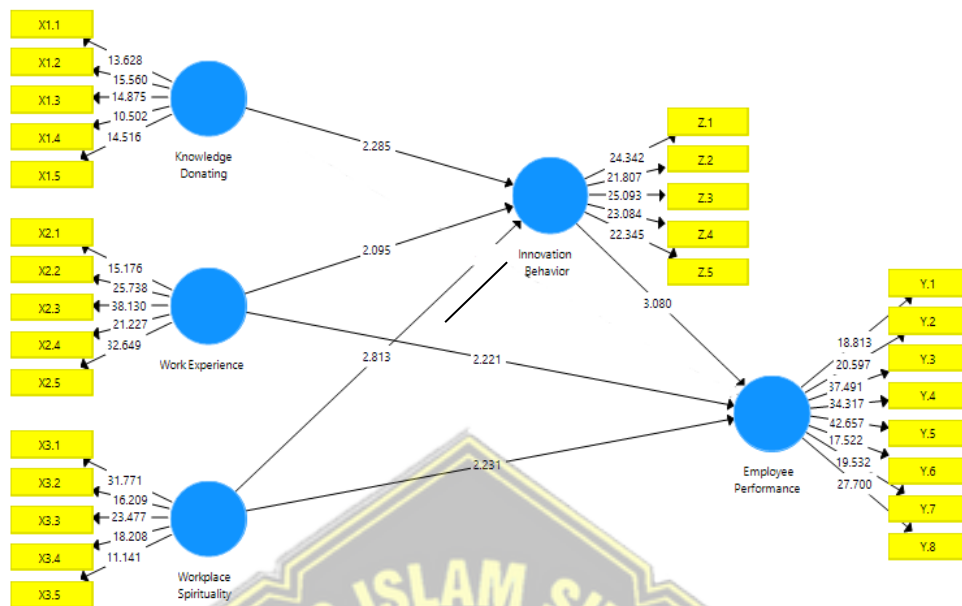 X1.1
X1.2
X1.3
X1.4
X1.5
13.628
15.560
14.875
10.502
14.516
Knowledge
Donating
2.285
X2.1
X2.2
X2.3
X2.4
X2.5
15.176
25.738
38.130
21.227
32.649
Work Experience
2.095
2.221
X3.1
X3.2
X3.3
X3.4
X3.5
31.771
16.209
23.477
18.208
11.141
Workplace
Spirituality
2.813
2.231
Innovation
Behavior
24.342
21.807
25.093
23.084
22.345
Z.1
Z.2
Z.3
Z.4
Z.5
3.080
Employee
Performance
18.813
20.597
37.491
34.317
42.657
17.522
19.532
27.700
Y.1
Y.2
Y.3
Y.4
Y.5
Y.6
Y.7
Y.8
ISLAM